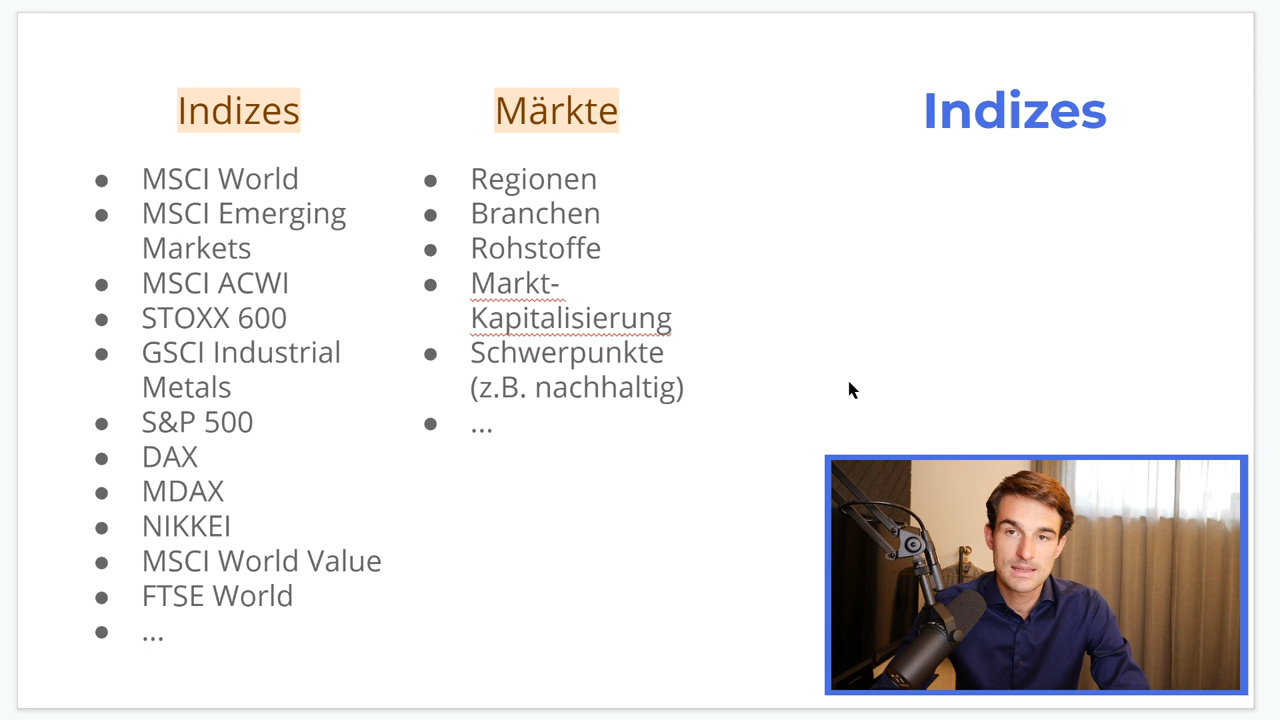 Indizes
● MSCI World
● MSCI Emerging
Markets
● MSCI ACWI
● STOXX 600
● GSCI Industrial
Metals
● S&P 500
● DAX
● MDAX
● NIKKEI
● MSCI World Value
● FTSE World
● ...
Märkte
● Regionen
● Branchen
● Rohstoffe
● Markt-
Kapitalisierung
● Schwerpunkte
(z.B. nachhaltig)
● ...
Indizes